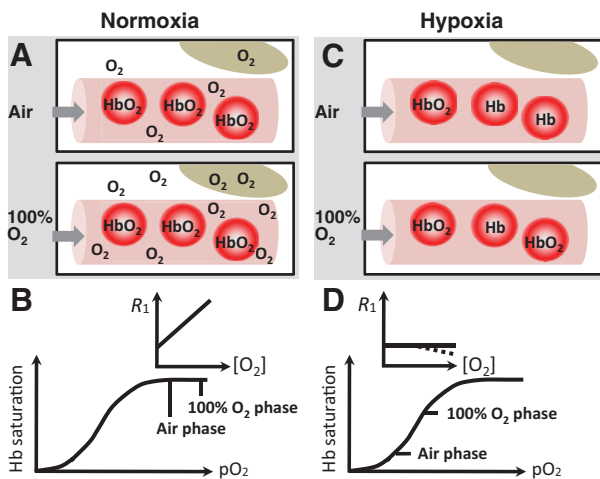 Normoxia
A
O2
O2
O2
HbO2
HbO2
HbO2
O2
Air
O2
O2
O2
O2
O2
O2
HbO2
HbO2
HbO2
O2
O2
O2
100%
O2
B
R1
[O2]
Hb saturation
100% O2 phase
Air phase
pO2
Hypoxia
C
HbO2
Hb
Hb
Air
HbO2
Hb
HbO2
100%
O2
D
R1
[O2]
Hb saturation
100% O2 phase
Air phase
pO2